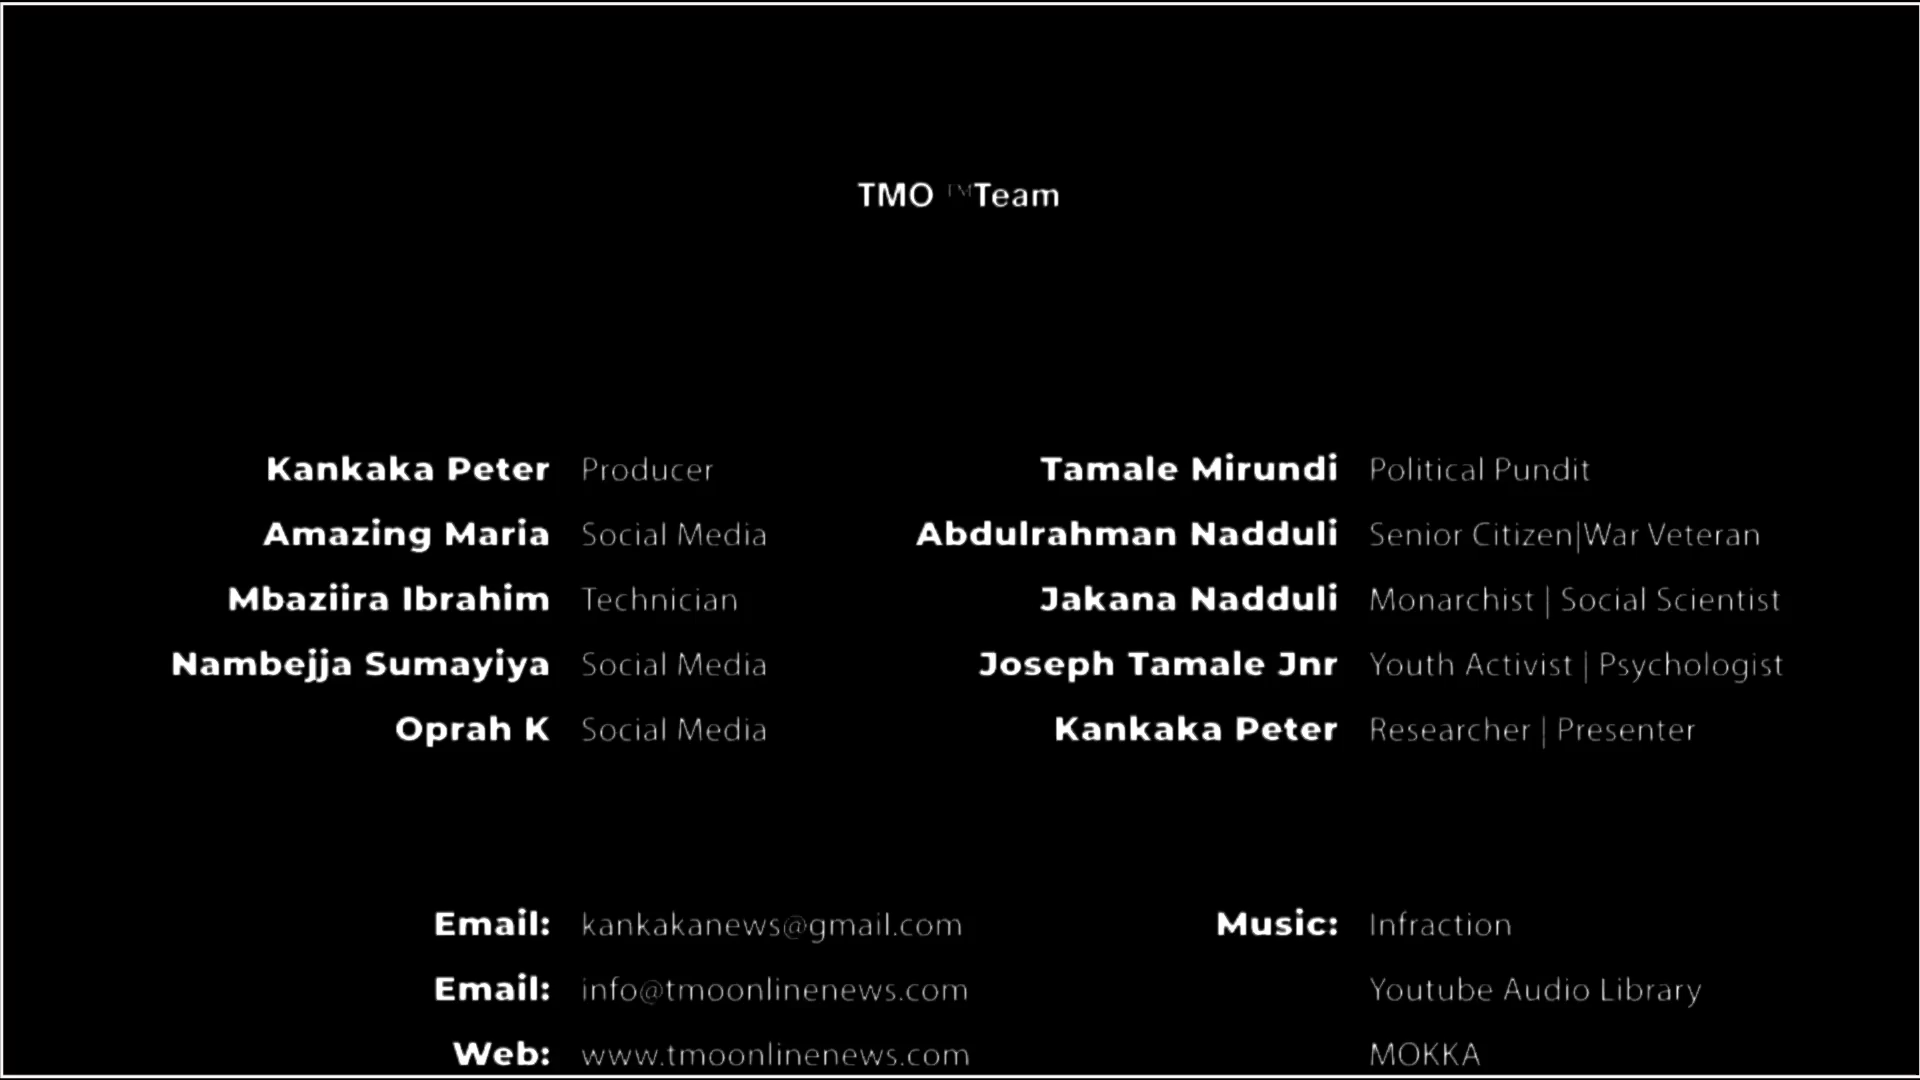 TMO ™Team
Kankaka Peter Producer
Amazing Maria Social Media
Mbaziira Ibrahim Technician
Nambejja Sumayiya Social Media
Oprah K Social Media
Tamale Mirundi Political Pundit
Abdulrahman Nadduli Senior Citizen|War Veteran
Jakana Nadduli Monarchist | Social Scientist
Joseph Tamale Jnr Youth Activist | Psychologist
Kankaka Peter Researcher | Presenter
Email: kankakanews@gmail.com
Email: info@tmoonlinenews.com
Web: www.tmoonlinenews.com
Music: Infraction
Youtube Audio Library
MOKKA